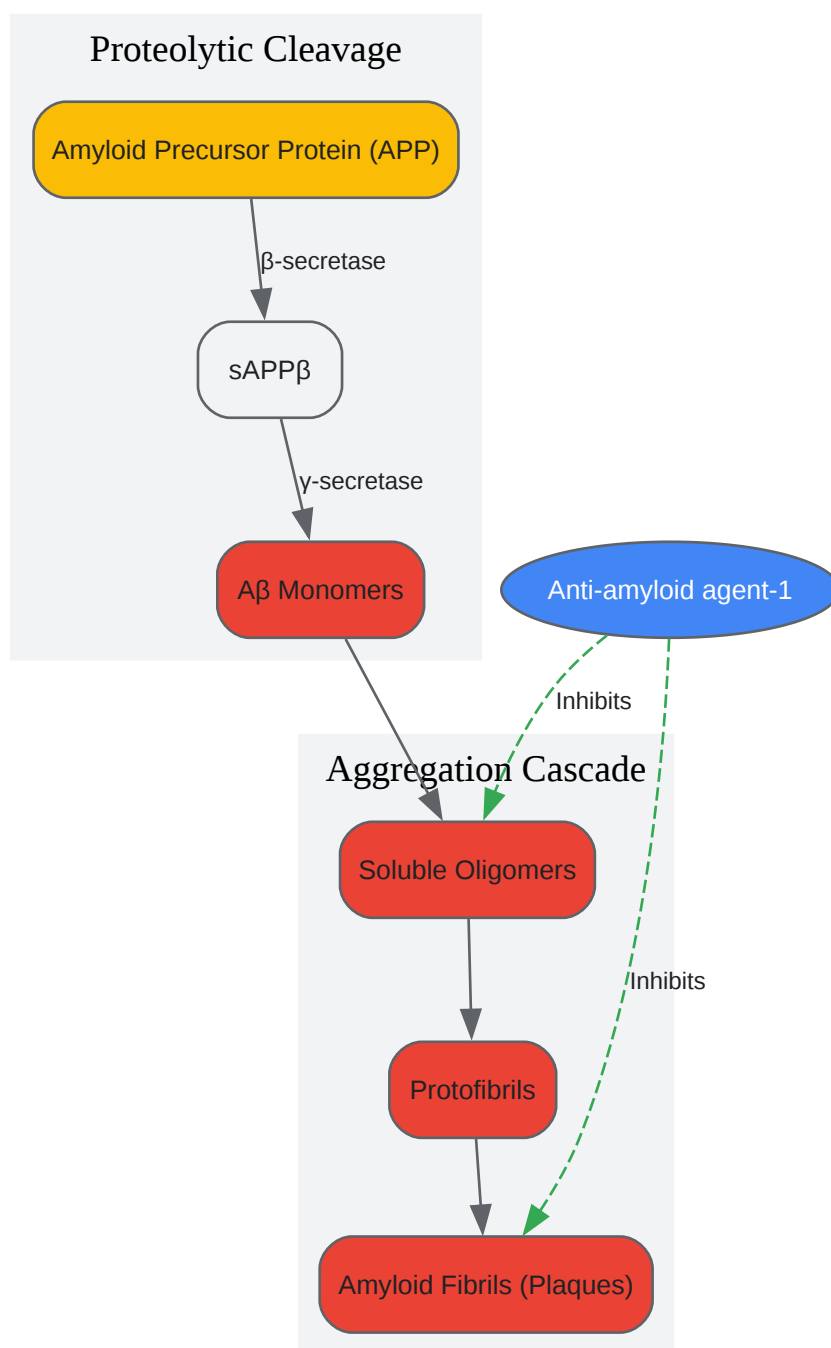 Proteolytic Cleavage
Amyloid Precursor Protein (APP)
β-secretase
sAPPβ
γ-secretase
Aβ Monomers
Anti-amyloid agent-1
Inhibits
Aggregation Cascade
Soluble Oligomers
Inhibits
Protofibrils
Amyloid Fibrils (Plaques)